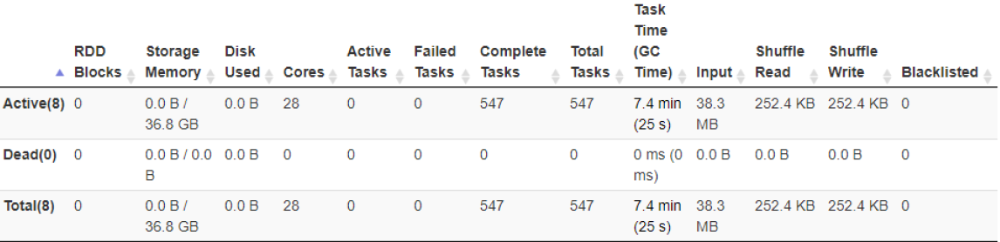 RDD Blocks Storage Memory Disk Used Cores Active Tasks Failed Tasks Complete Tasks Total Tasks Task Time (GC Time) Input Shuffle Read Shuffle Write Blacklisted
Active(8) 0 0.0 B / 36.8 GB 0.0 B 28 0 0 547 547 7.4 min (25 s) 38.3 MB 252.4 KB 252.4 KB 0
Dead(0) 0 0.0 B / 0.0 B 0.0 B 0 0 0 0 0 0 ms (0 ms) 0.0 B 0.0 B 0.0 B 0
Total(8) 0 0.0 B / 36.8 GB 0.0 B 28 0 0 547 547 7.4 min (25 s) 38.3 MB 252.4 KB 252.4 KB 0